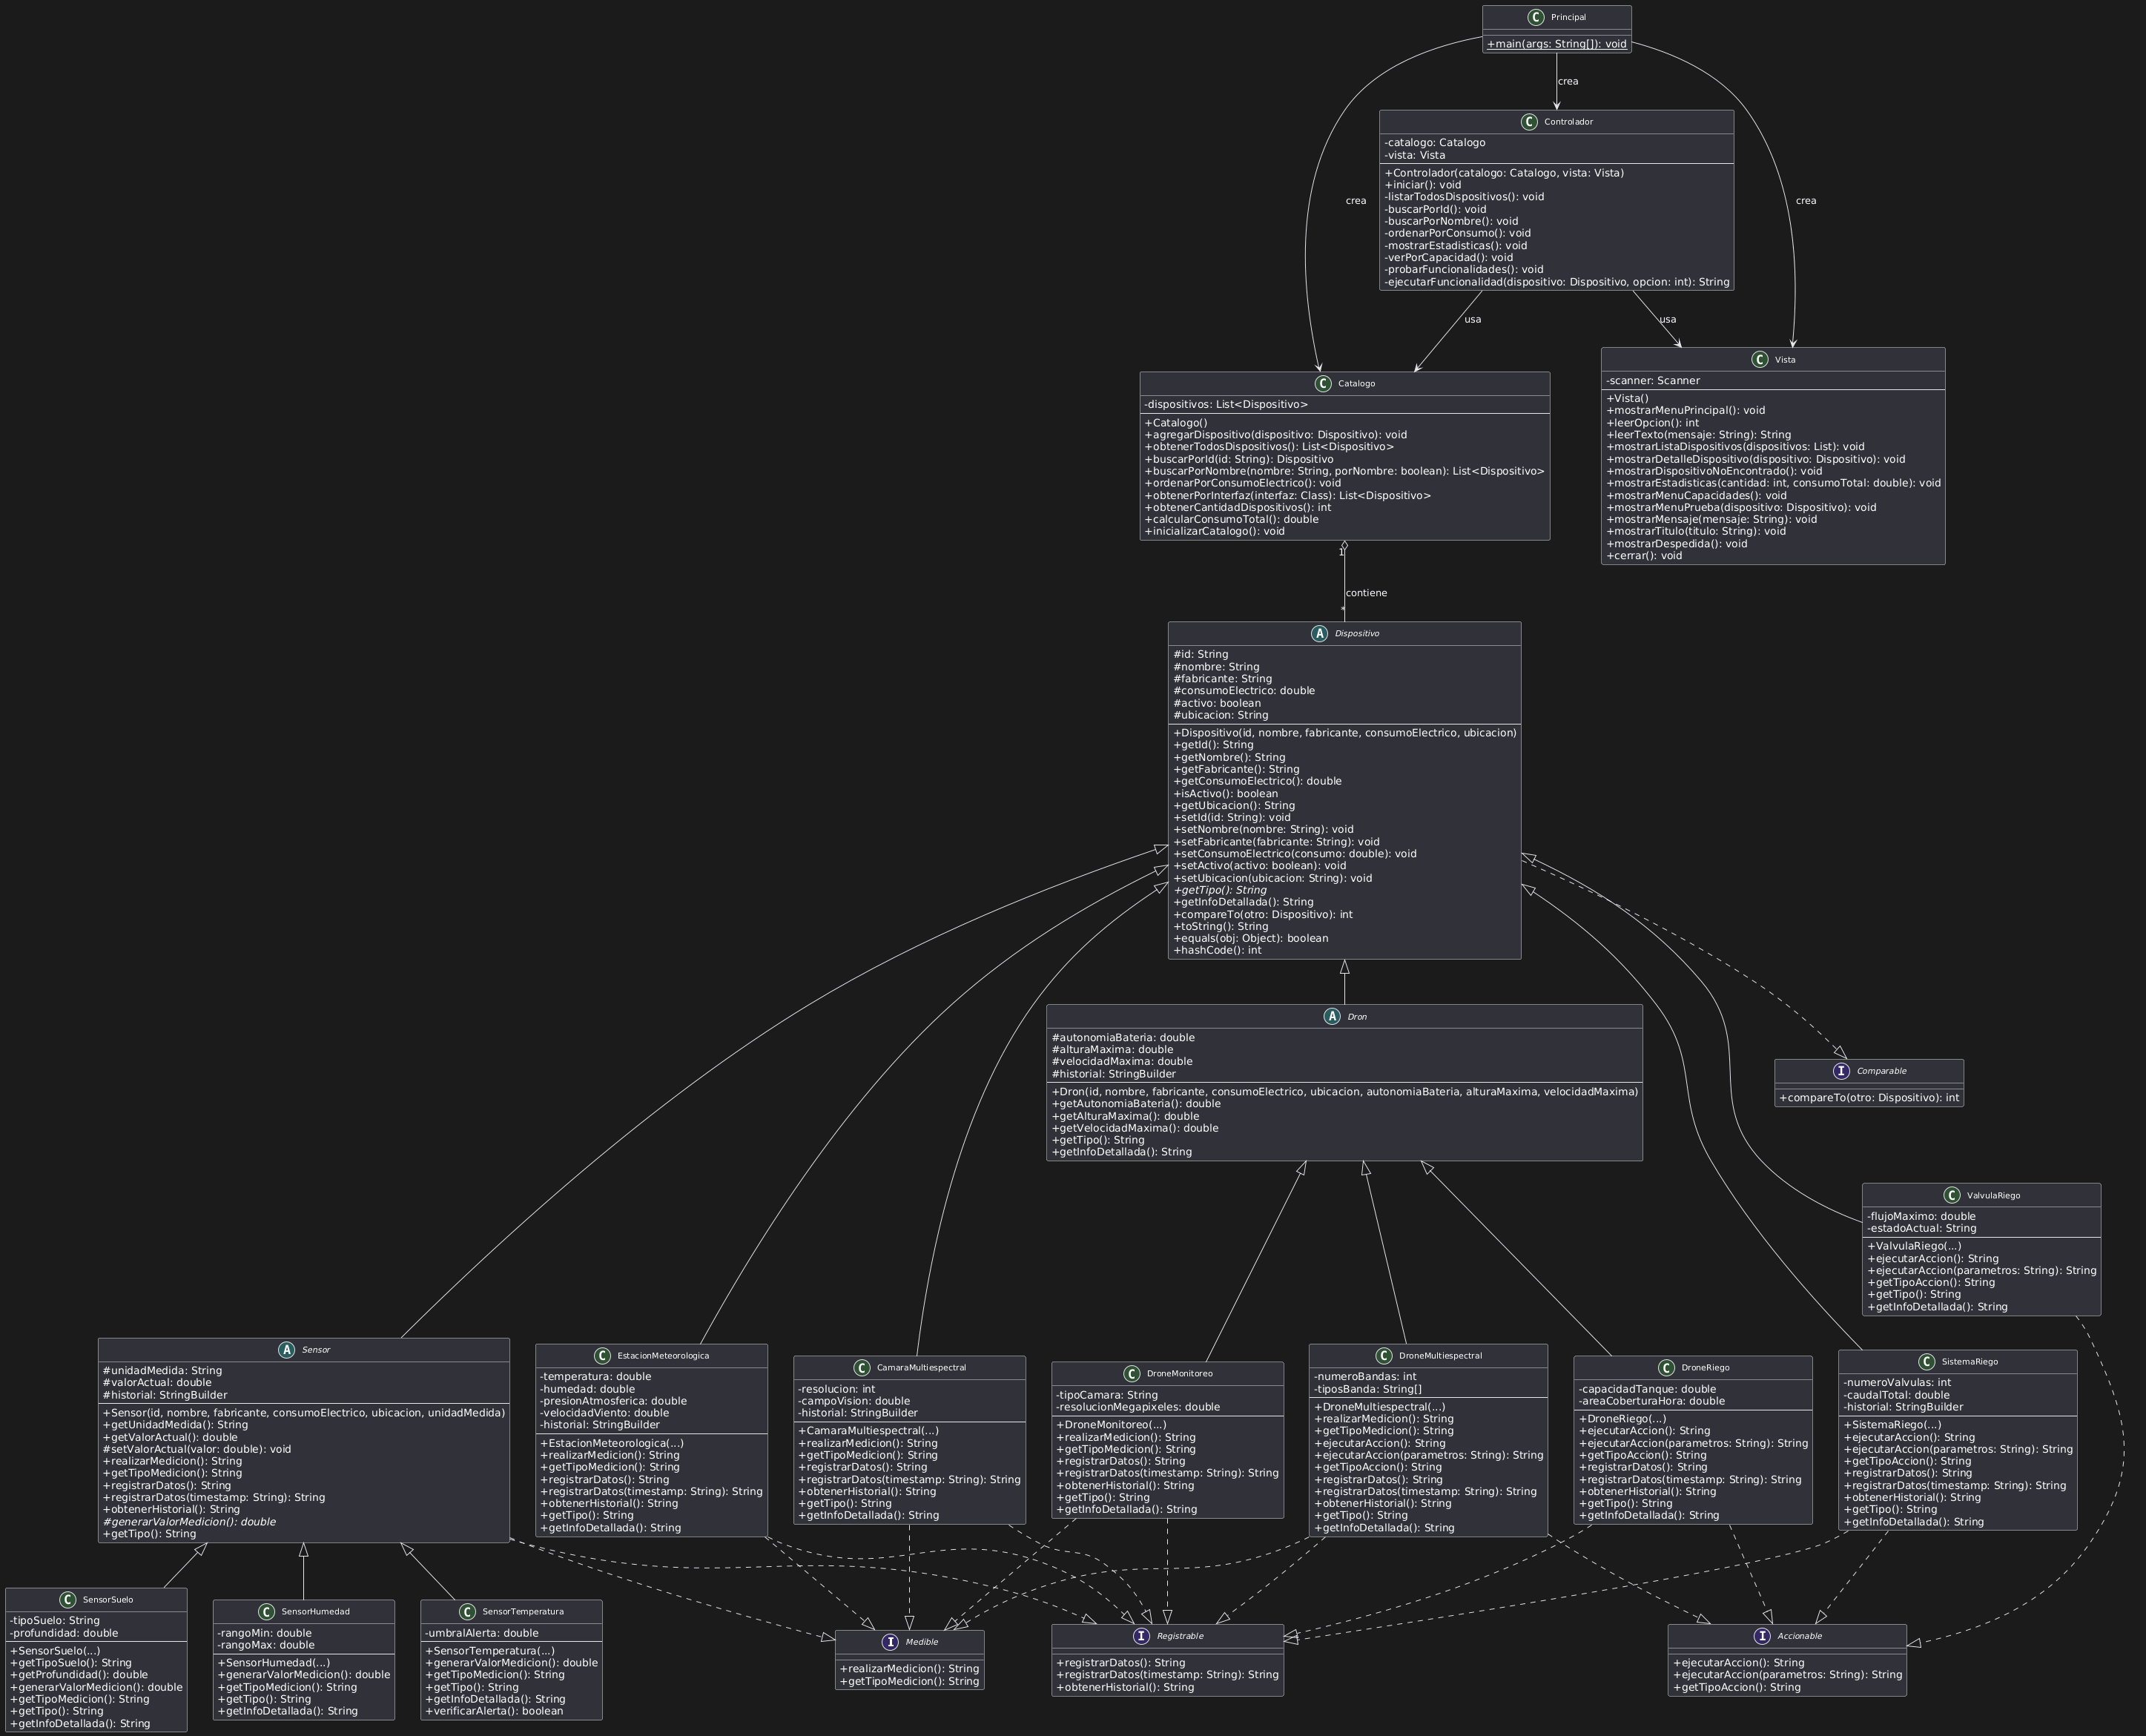 C Principal
+main(args: String[]): void
crea
crea
crea
C Controlador
-catalogo: Catalogo
-vista: Vista
+Controlador(catalogo: Catalogo, vista: Vista)
+iniciar(): void
-listarTodosDispositivos(): void
-buscarPorId(): void
-buscarPorNombre(): void
-ordenarPorConsumo(): void
-mostrarEstadisticas(): void
-verPorCapacidad(): void
-probarFuncionalidades(): void
-ejecutarFuncionalidad(dispositivo: Dispositivo, opcion: int): String
usa
usa
C Catalogo
-dispositivos: List<Dispositivo>
+Catalogo()
+agregarDispositivo(dispositivo: Dispositivo): void
+obtenerTodosDispositivos(): List<Dispositivo>
+buscarPorId(id: String): Dispositivo
+buscarPorNombre(nombre: String, porNombre: boolean): List<Dispositivo>
+ordenarPorConsumoElectrico(): void
+obtenerPorInterfaz(interfaz: Class): List<Dispositivo>
+obtenerCantidadDispositivos(): int
+calcularConsumoTotal(): double
+inicializarCatalogo(): void
C Vista
-scanner: Scanner
+Vista()
+mostrarMenuPrincipal(): void
+leerOpcion(): int
+leerTexto(mensaje: String): String
+mostrarListaDispositivos(dispositivos: List): void
+mostrarDetalleDispositivo(dispositivo: Dispositivo): void
+mostrarDispositivoNoEncontrado(): void
+mostrarEstadisticas(cantidad: int, consumoTotal: double): void
+mostrarMenuCapacidades(): void
+mostrarMenuPrueba(dispositivo: Dispositivo): void
+mostrarMensaje(mensaje: String): void
+mostrarTitulo(titulo: String): void
+mostrarDespedida(): void
+cerrar(): void
1
contiene
*
A Dispositivo
#id: String
#nombre: String
#fabricante: String
#consumoElectrico: double
#activo: boolean
#ubicacion: String
+Dispositivo(id, nombre, fabricante, consumoElectrico, ubicacion)
+getId(): String
+getNombre(): String
+getFabricante(): String
+getConsumoElectrico(): double
+isActivo(): boolean
+getUbicacion(): String
+setId(id: String): void
+setNombre(nombre: String): void
+setFabricante(fabricante: String): void
+setConsumoElectrico(consumo: double): void
+setActivo(activo: boolean): void
+setUbicacion(ubicacion: String): void
+getTipo(): String
+getInfoDetallada(): String
+compareTo(otro: Dispositivo): int
+toString(): String
+equals(obj: Object): boolean
+hashCode(): int
A Dron
#autonomiaBateria: double
#alturaMaxima: double
#velocidadMaxima: double
#historial: StringBuilder
+Dron(id, nombre, fabricante, consumoElectrico, ubicacion, autonomiaBateria, alturaMaxima, velocidadMaxima)
+getAutonomiaBateria(): double
+getAlturaMaxima(): double
+getVelocidadMaxima(): double
+getTipo(): String
+getInfoDetallada(): String
I Comparable
+compareTo(otro: Dispositivo): int
C ValvulaRiego
-flujoMaximo: double
-estadoActual: String
+ValvulaRiego(...)
+ejecutarAccion(): String
+ejecutarAccion(parametros: String): String
+getTipoAccion(): String
+getTipo(): String
+getInfoDetallada(): String
A Sensor
#unidadMedida: String
#valorActual: double
#historial: StringBuilder
+Sensor(id, nombre, fabricante, consumoElectrico, ubicacion, unidadMedida)
+getUnidadMedida(): String
+getValorActual(): double
#setValorActual(valor: double): void
+realizarMedicion(): String
+getTipoMedicion(): String
+registrarDatos(): String
+registrarDatos(timestamp: String): String
+obtenerHistorial(): String
#generarValorMedicion(): double
+getTipo(): String
C EstacionMeteorologica
-temperatura: double
-humedad: double
-presionAtmosferica: double
-velocidadViento: double
-historial: StringBuilder
+EstacionMeteorologica(...)
+realizarMedicion(): String
+getTipoMedicion(): String
+registrarDatos(): String
+registrarDatos(timestamp: String): String
+obtenerHistorial(): String
+getTipo(): String
+getInfoDetallada(): String
C CamaraMultiespectral
-resolucion: int
-campoVision: double
-historial: StringBuilder
+CamaraMultiespectral(...)
+realizarMedicion(): String
+getTipoMedicion(): String
+registrarDatos(): String
+registrarDatos(timestamp: String): String
+obtenerHistorial(): String
+getTipo(): String
+getInfoDetallada(): String
C DroneMonitoreo
-tipoCamara: String
-resolucionMegapixeles: double
+DroneMonitoreo(...)
+realizarMedicion(): String
+getTipoMedicion(): String
+registrarDatos(): String
+registrarDatos(timestamp: String): String
+obtenerHistorial(): String
+getTipo(): String
+getInfoDetallada(): String
C DroneMultiespectral
-numeroBandas: int
-tiposBanda: String[]
+DroneMultiespectral(...)
+realizarMedicion(): String
+getTipoMedicion(): String
+ejecutarAccion(): String
+ejecutarAccion(parametros: String): String
+getTipoAccion(): String
+registrarDatos(): String
+registrarDatos(timestamp: String): String
+obtenerHistorial(): String
+getTipo(): String
+getInfoDetallada(): String
C DroneRiego
-capacidadTanque: double
-areaCoberturaHora: double
+DroneRiego(...)
+ejecutarAccion(): String
+ejecutarAccion(parametros: String): String
+getTipoAccion(): String
+registrarDatos(): String
+registrarDatos(timestamp: String): String
+obtenerHistorial(): String
+getTipo(): String
+getInfoDetallada(): String
C SistemaRiego
-numeroValvulas: int
-caudalTotal: double
-historial: StringBuilder
+SistemaRiego(...)
+ejecutarAccion(): String
+ejecutarAccion(parametros: String): String
+getTipoAccion(): String
+registrarDatos(): String
+registrarDatos(timestamp: String): String
+obtenerHistorial(): String
+getTipo(): String
+getInfoDetallada(): String
C SensorSuelo
-tipoSuelo: String
-profundidad: double
+SensorSuelo(...)
+getTipoSuelo(): String
+getProfundidad(): double
+generarValorMedicion(): double
+getTipoMedicion(): String
+getTipo(): String
+getInfoDetallada(): String
C SensorHumedad
-rangoMin: double
-rangoMax: double
+SensorHumedad(...)
+generarValorMedicion(): double
+getTipoMedicion(): String
+getTipo(): String
+getInfoDetallada(): String
C SensorTemperatura
-umbralAlerta: double
+SensorTemperatura(...)
+generarValorMedicion(): double
+getTipoMedicion(): String
+getTipo(): String
+getInfoDetallada(): String
+verificarAlerta(): boolean
I Medible
+realizarMedicion(): String
+getTipoMedicion(): String
I Registrable
+registrarDatos(): String
+registrarDatos(timestamp: String): String
+obtenerHistorial(): String
I Accionable
+ejecutarAccion(): String
+ejecutarAccion(parametros: String): String
+getTipoAccion(): String